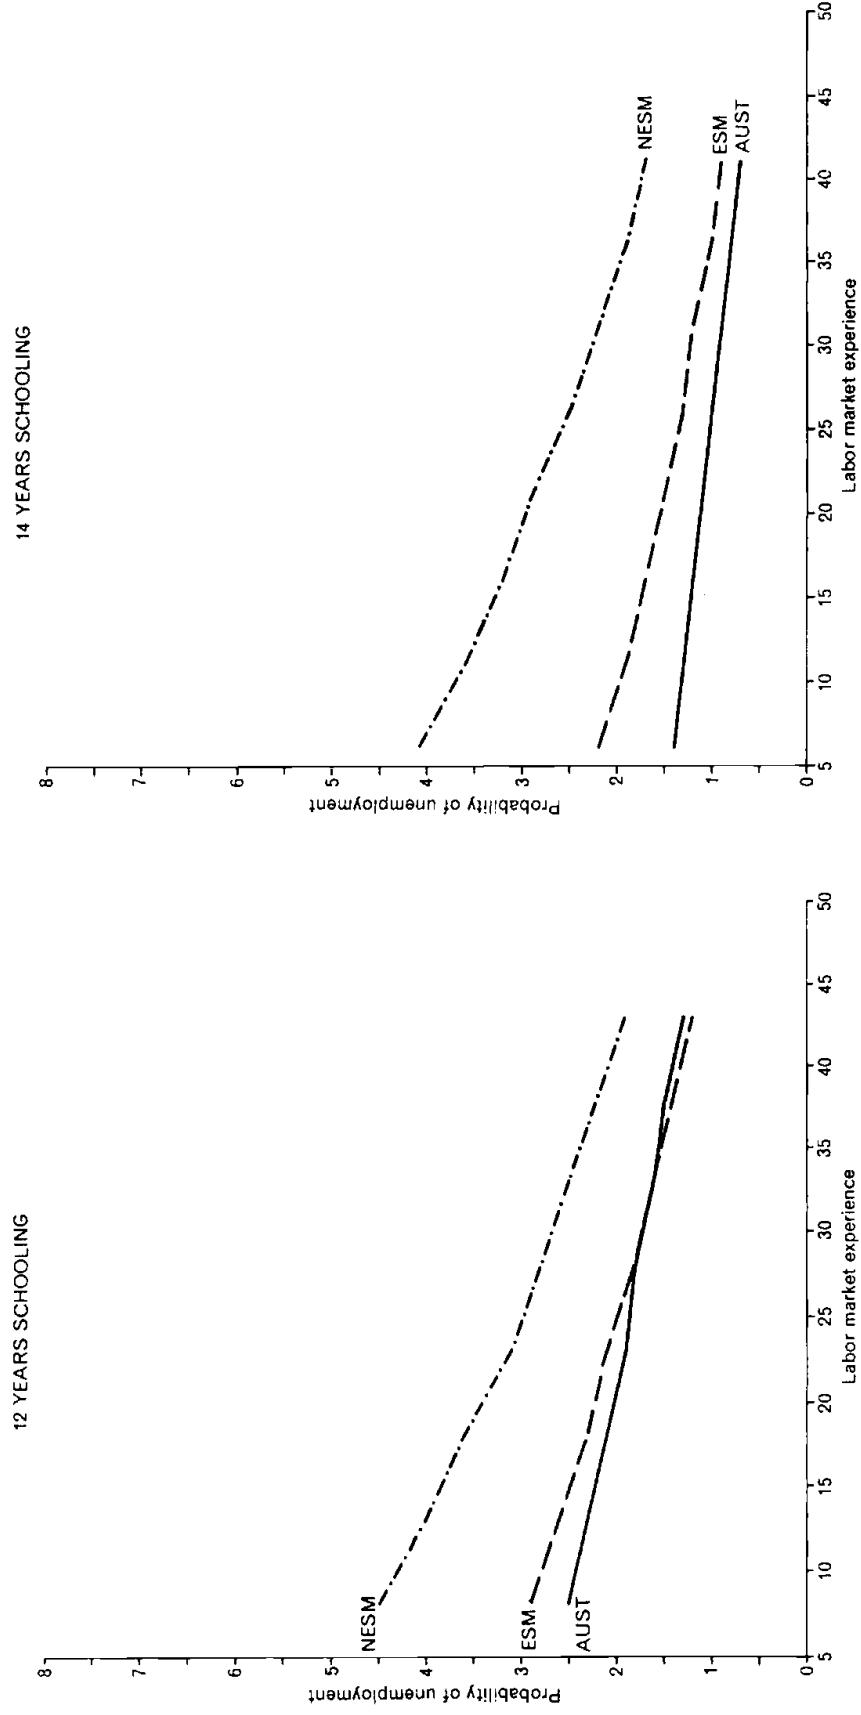 12 YEARS SCHOOLING
8
7
6
5
4
3
2
1
0
Probability of unemployment
NESM
ESM
AUST
5 10 15 20 25 30 35 40 45 50
Labor market experience
14 YEARS SCHOOLING
8
7
6
5
4
3
2
1
0
Probability of unemployment
NESM
ESM
AUST
5 10 15 20 25 30 35 40 45 50
Labor market experience